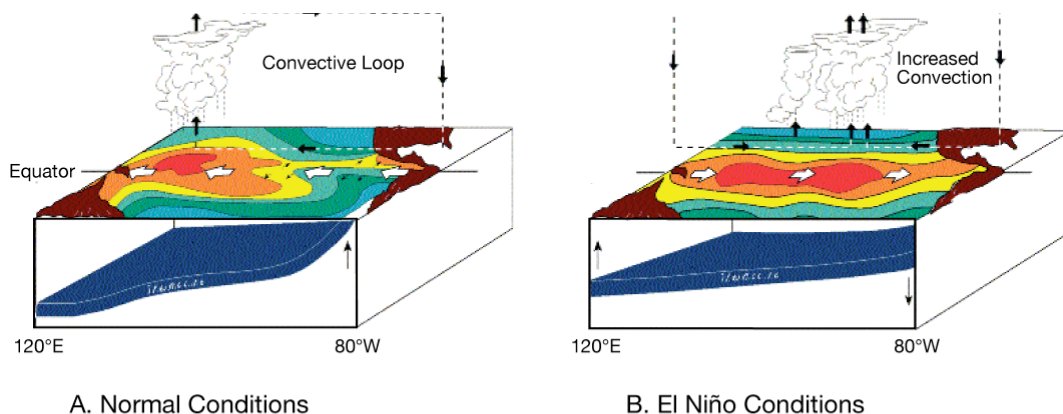 Convective Loop
Equator
120°E
80°W
A. Normal Conditions
Increased
Convection
120°E
80°W
B. El Niño Conditions